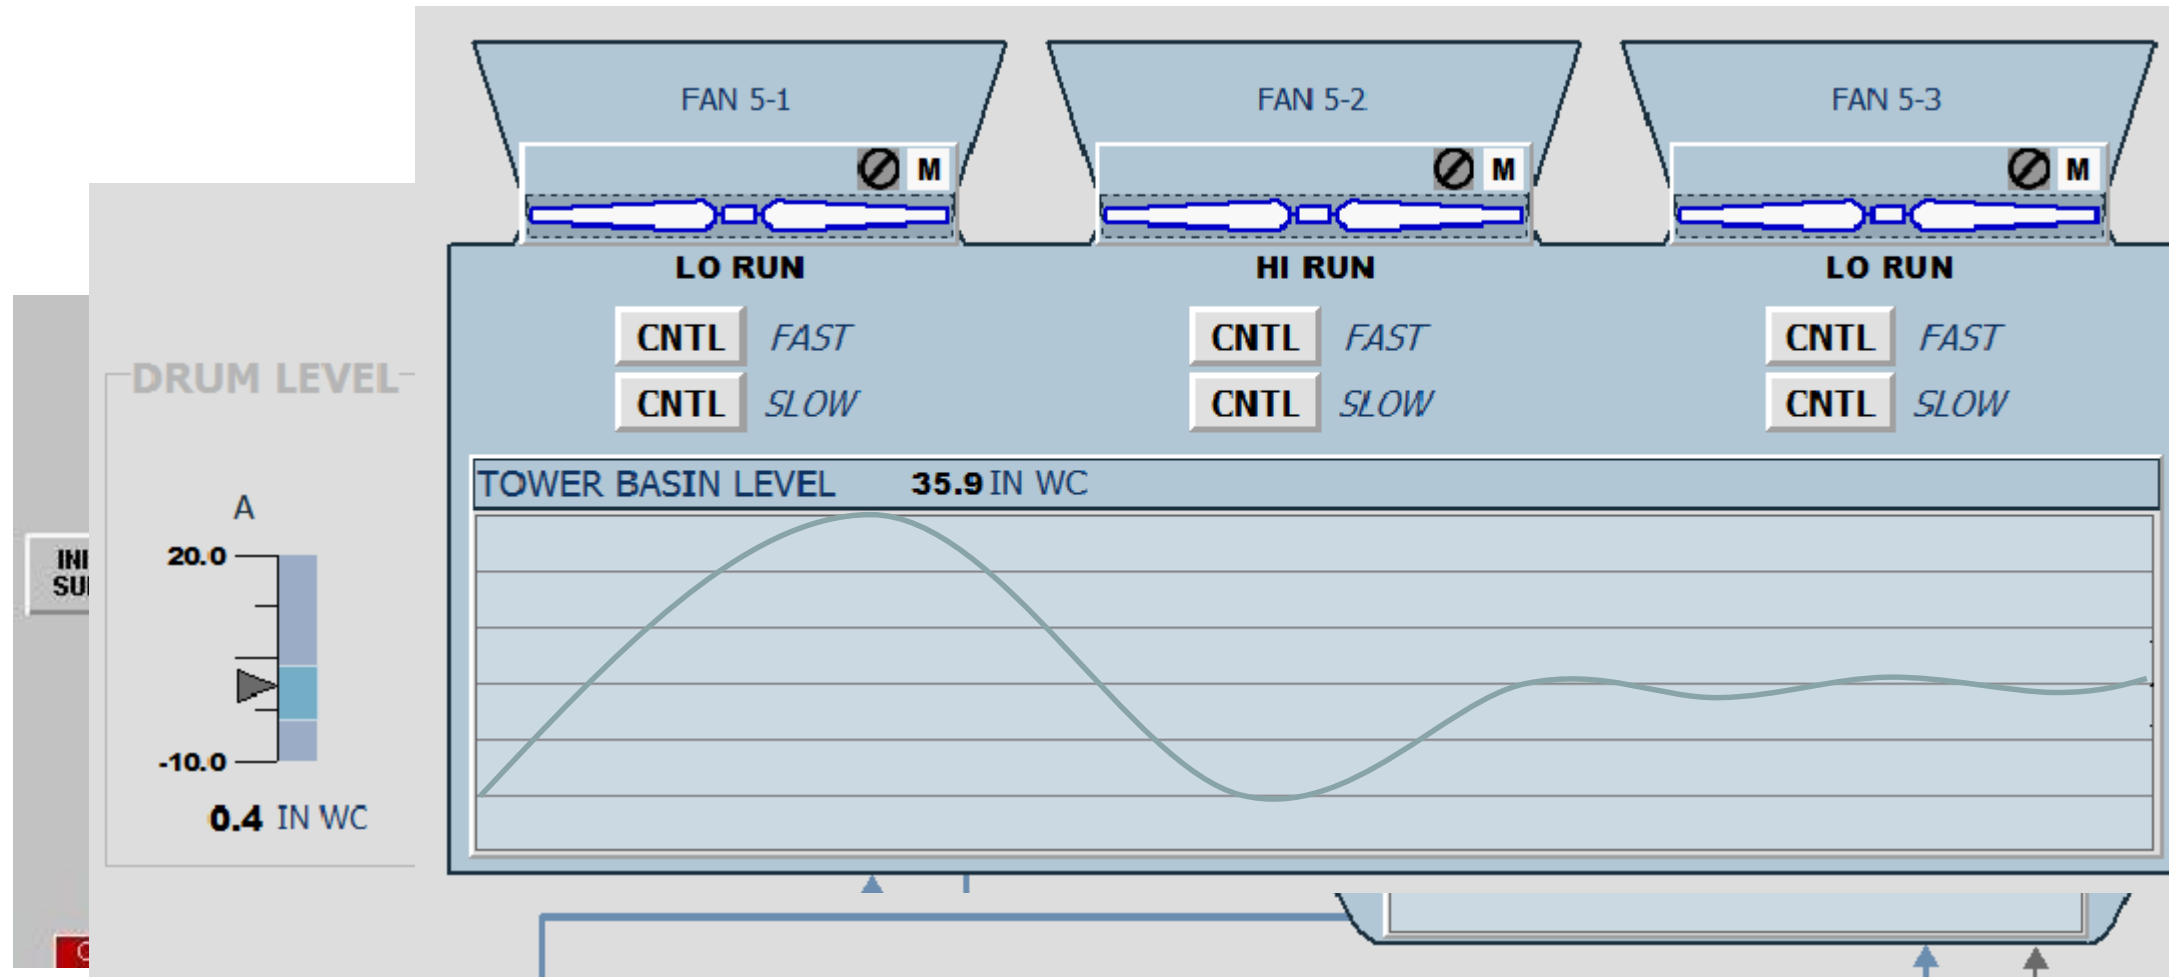 FAN 5-1
FAN 5-2
FAN 5-3
M
M
M
LO RUN
HI RUN
LO RUN
CNTL FAST
CNTL FAST
CNTL FAST
CNTL SLOW
CNTL SLOW
CNTL SLOW
TOWER BASIN LEVEL 35.9 IN WC
DRUM LEVEL
A
20.0
-10.0
0.4 IN WC